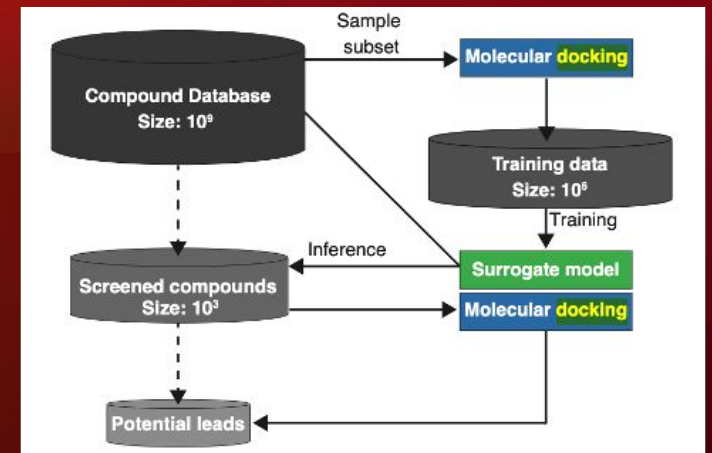 Sample
subset
Molecular docking
Compound Database
Size: 10⁹
Training data
Size: 10⁶
Training
Inference
Surrogate model
Screened compounds
Size: 10³
Molecular docking
Potential leads